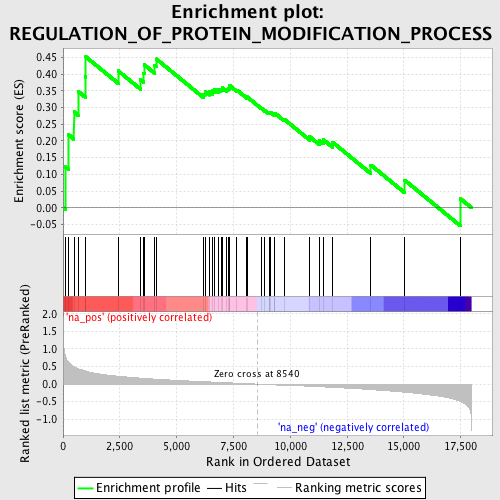 Enrichment plot:
REGULATION_OF_PROTEIN_MODIFICATION_PROCESS
Enrichment score (ES)
0.45
0.40
0.35
0.30
0.25
0.20
0.15
0.10
0.05
0.00
-0.05
'na_pos' (positively correlated)
Ranked list metric (PreRanked)
2.0
1.5
1.0
0.5
0.0
-0.5
-1.0
Zero cross at 8540
'na_neg' (negatively correlated)
0 2,500 5,000 7,500 10,000 12,500 15,000 17,500
Rank in Ordered Dataset
Enrichment profile Hits Ranking metric scores